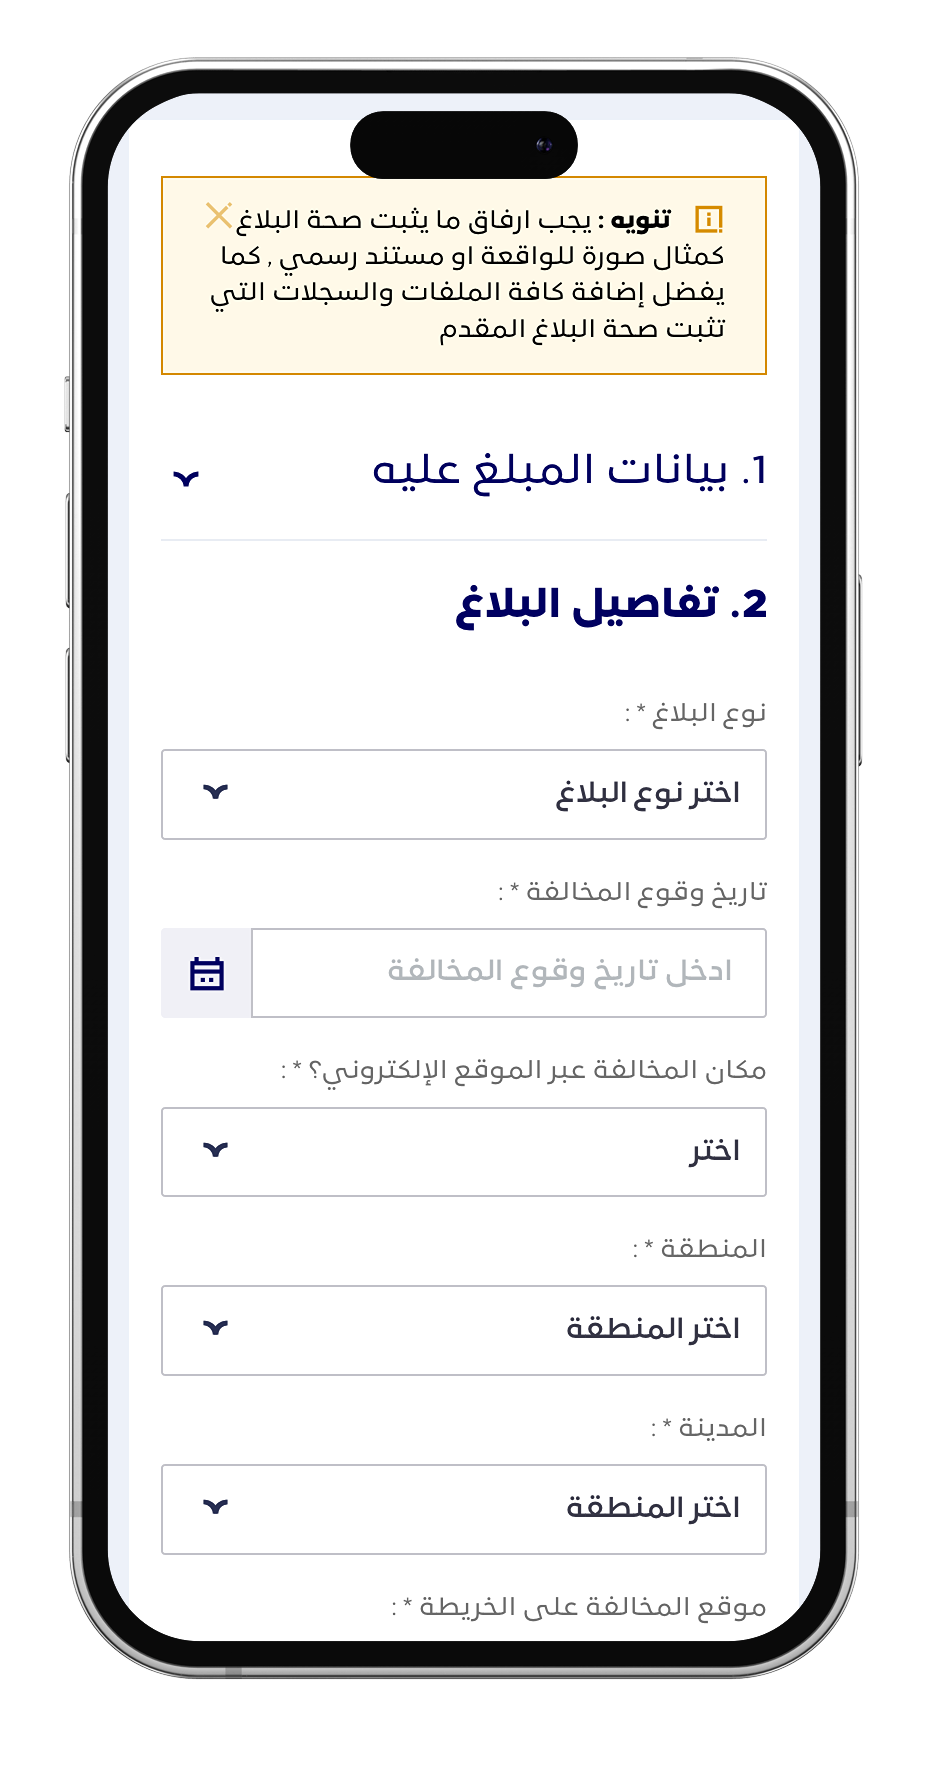 تنويه : يجب ارفاق ما يثبت صحة البلاغ
كمثال صورة للواقعة او مستند رسمي , كما
يفضل إضافة كافة الملفات والسجلات التي
تثبت صحة البلاغ المقدم
1. بيانات المبلغ عليه
2. تفاصيل البلاغ
نوع البلاغ * :
اختر نوع البلاغ
تاريخ وقوع المخالفة * :
ادخل تاريخ وقوع المخالفة
مكان المخالفة عبر الموقع الإلكتروني؟ * :
اختر
المنطقة * :
اختر المنطقة
المدينة * :
اختر المنطقة
موقع المخالفة على الخريطة * :